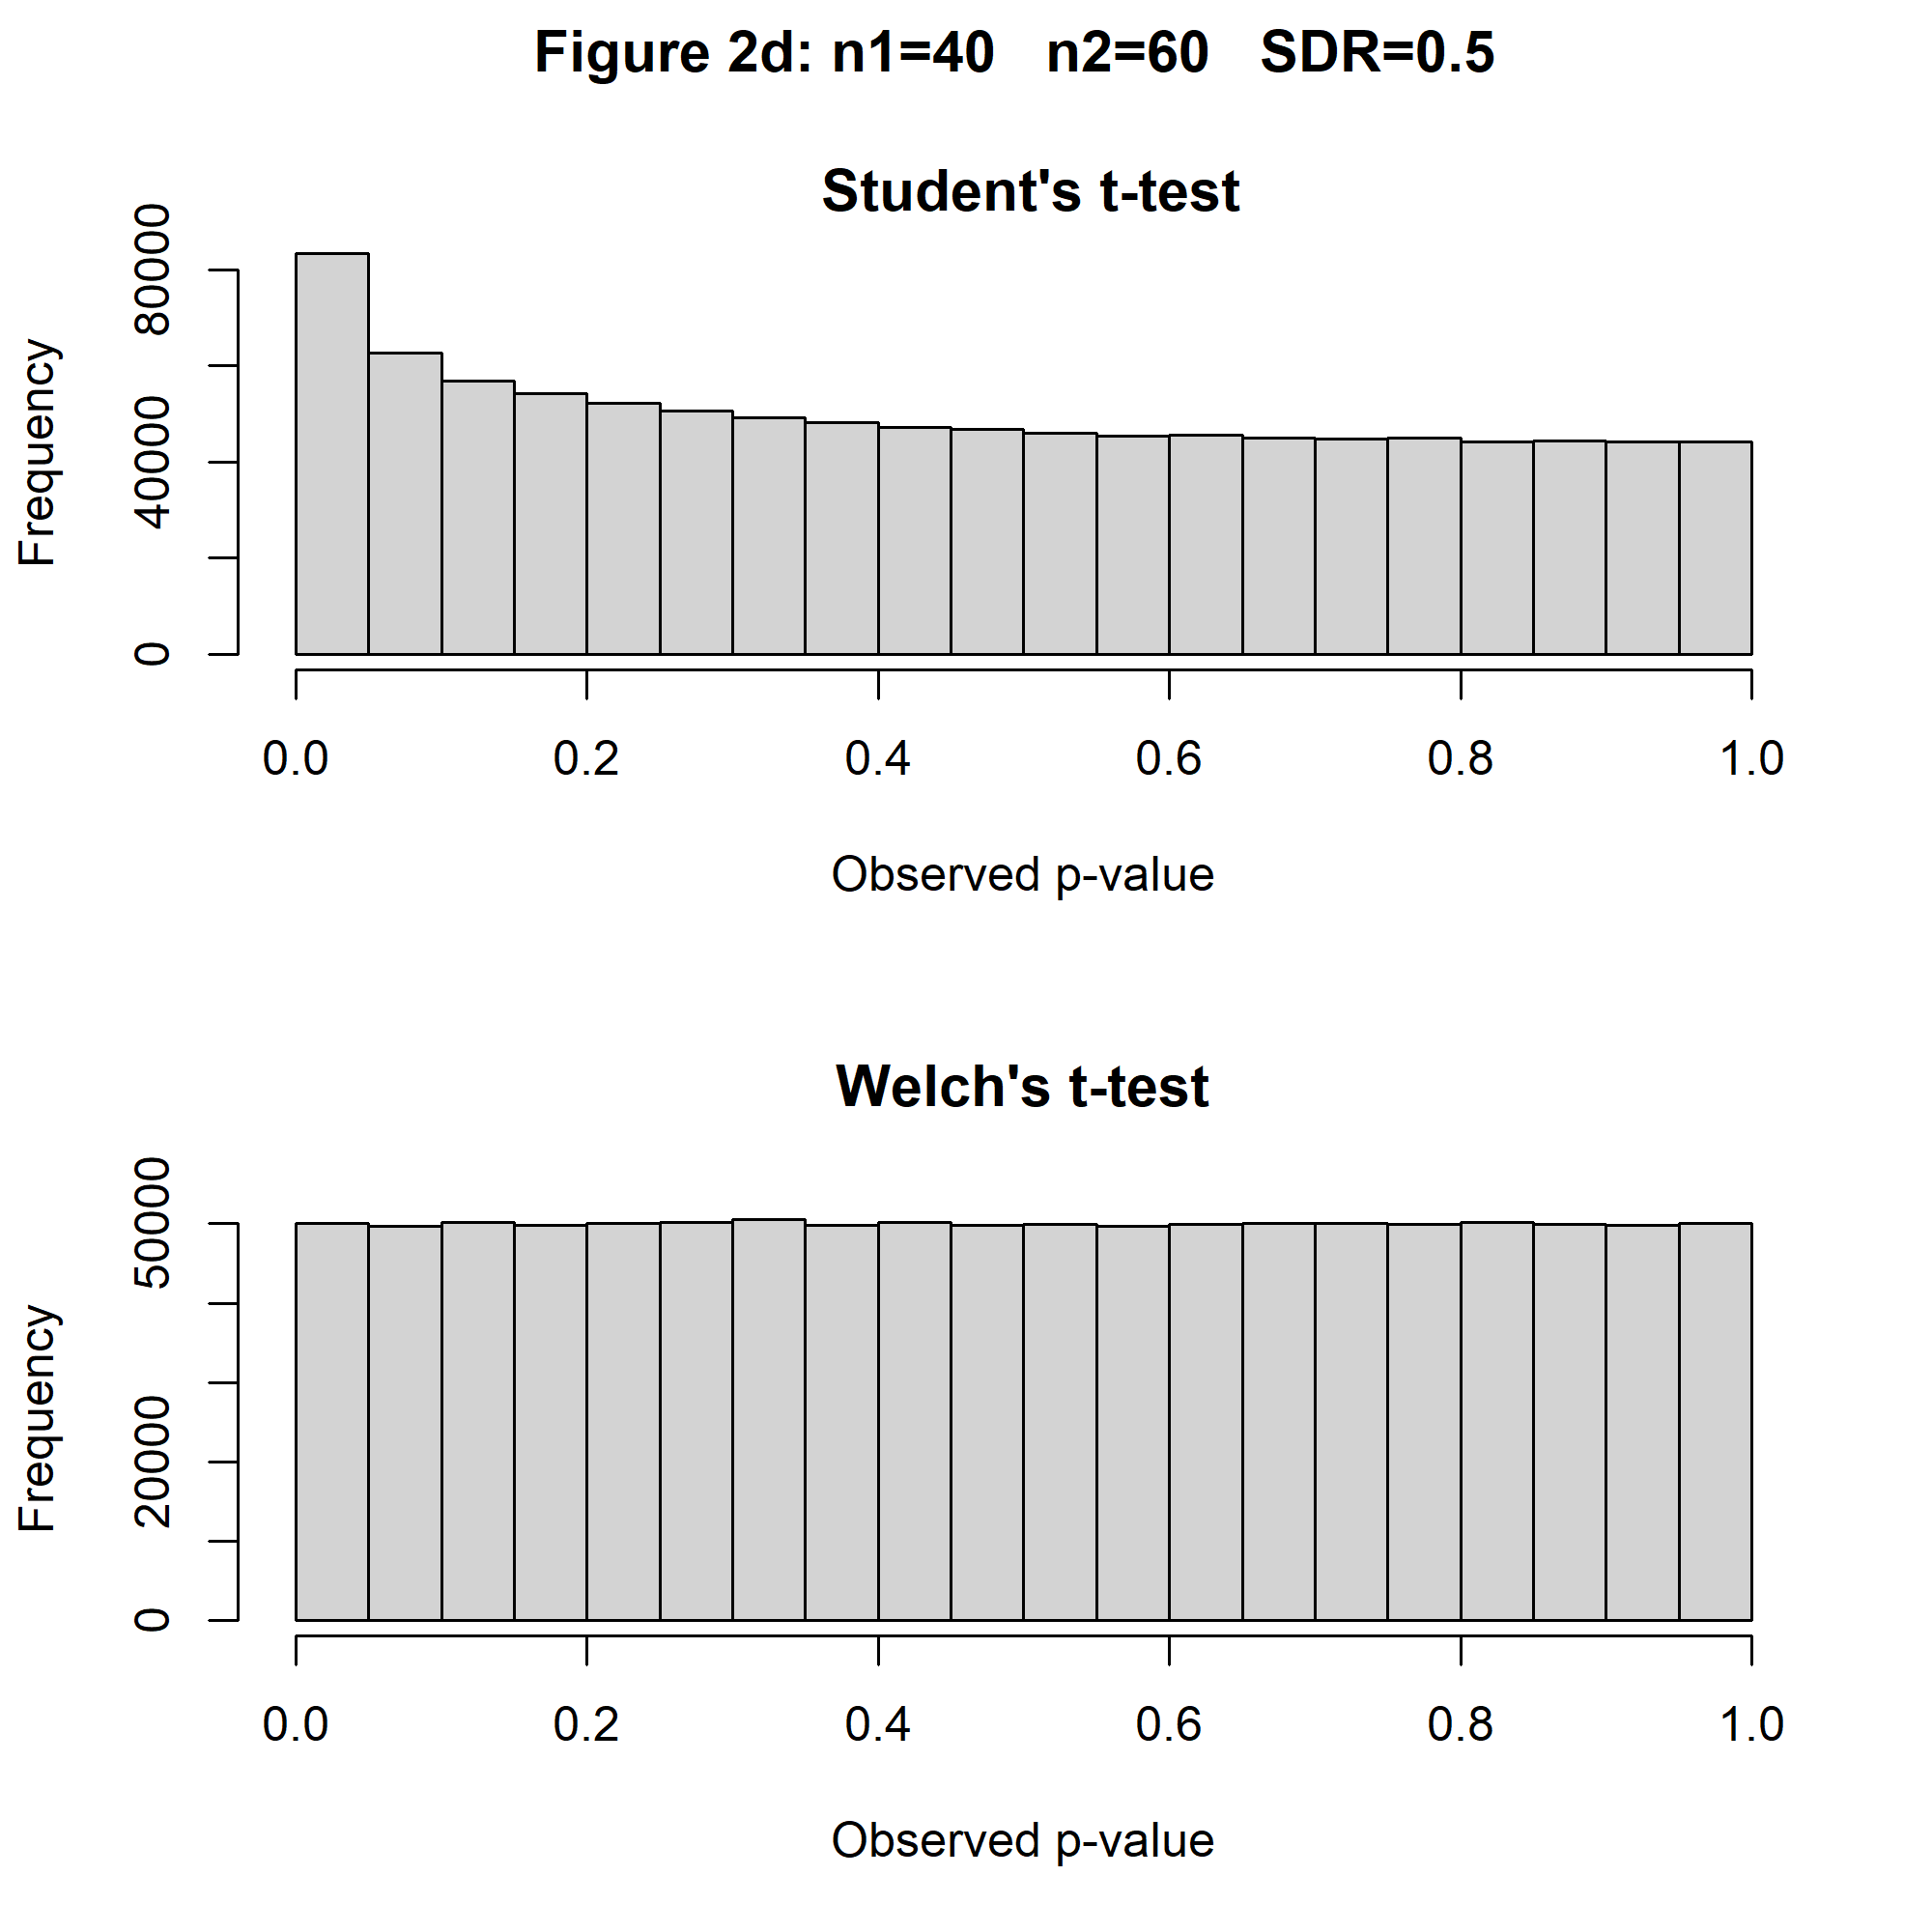 Figure 2d: n1=40   n2=60   SDR=0.5
Student's t-test
Frequency
80000
40000
0
0.0 0.2 0.4 0.6 0.8 1.0
Observed p-value
Welch's t-test
Frequency
50000
20000
0
0.0 0.2 0.4 0.6 0.8 1.0
Observed p-value